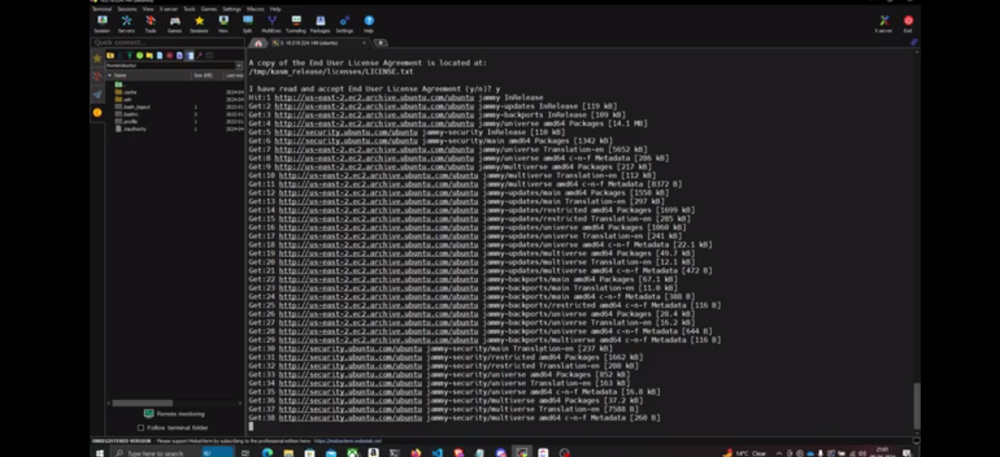 Terminal Sessions View X server Tools Games Settings Macros Help
Session Servers Tools Games Sessions View Split MultiExec Tunneling Packages Settings Help
X server Exit
Quick connect...
/home/ubuntu/
Name Size (KB) Last mo
..
.cache 2024-04
.ssh 2024-04
.bash_logout 1 2022-01
.bashrc 3 2022-01
.profile 1 2022-01
.Xauthority 1 2024-04
A copy of the End User License Agreement is located at:
/tmp/kasm_release/licenses/LICENSE.txt
I have read and accept End User License Agreement (y/n)? y
Hit:1 http://us-east-2.ec2.archive.ubuntu.com/ubuntu jammy InRelease
Get:2 http://us-east-2.ec2.archive.ubuntu.com/ubuntu jammy-updates InRelease [119 kB]
Get:3 http://us-east-2.ec2.archive.ubuntu.com/ubuntu jammy-backports InRelease [109 kB]
Get:4 http://us-east-2.ec2.archive.ubuntu.com/ubuntu jammy/universe amd64 Packages [14.1 MB]
Get:5 http://security.ubuntu.com/ubuntu jammy-security InRelease [110 kB]
Get:6 http://security.ubuntu.com/ubuntu jammy-security/main amd64 Packages [1342 kB]
Get:7 http://us-east-2.ec2.archive.ubuntu.com/ubuntu jammy/universe Translation-en [5652 kB]
Get:8 http://us-east-2.ec2.archive.ubuntu.com/ubuntu jammy/universe amd64 c-n-f Metadata [286 kB]
Get:9 http://us-east-2.ec2.archive.ubuntu.com/ubuntu jammy/multiverse amd64 Packages [217 kB]
Get:10 http://us-east-2.ec2.archive.ubuntu.com/ubuntu jammy/multiverse Translation-en [112 kB]
Get:11 http://us-east-2.ec2.archive.ubuntu.com/ubuntu jammy/multiverse amd64 c-n-f Metadata [8372 B]
Get:12 http://us-east-2.ec2.archive.ubuntu.com/ubuntu jammy-updates/main amd64 Packages [1558 kB]
Get:13 http://us-east-2.ec2.archive.ubuntu.com/ubuntu jammy-updates/main Translation-en [297 kB]
Get:14 http://us-east-2.ec2.archive.ubuntu.com/ubuntu jammy-updates/restricted amd64 Packages [1699 kB]
Get:15 http://us-east-2.ec2.archive.ubuntu.com/ubuntu jammy-updates/restricted Translation-en [285 kB]
Get:16 http://us-east-2.ec2.archive.ubuntu.com/ubuntu jammy-updates/universe amd64 Packages [1060 kB]
Get:17 http://us-east-2.ec2.archive.ubuntu.com/ubuntu jammy-updates/universe Translation-en [241 kB]
Get:18 http://us-east-2.ec2.archive.ubuntu.com/ubuntu jammy-updates/universe amd64 c-n-f Metadata [22.1 kB]
Get:19 http://us-east-2.ec2.archive.ubuntu.com/ubuntu jammy-updates/multiverse amd64 Packages [49.7 kB]
Get:20 http://us-east-2.ec2.archive.ubuntu.com/ubuntu jammy-updates/multiverse Translation-en [12.1 kB]
Get:21 http://us-east-2.ec2.archive.ubuntu.com/ubuntu jammy-updates/multiverse amd64 c-n-f Metadata [472 B]
Get:22 http://us-east-2.ec2.archive.ubuntu.com/ubuntu jammy-backports/main amd64 Packages [67.1 kB]
Get:23 http://us-east-2.ec2.archive.ubuntu.com/ubuntu jammy-backports/main Translation-en [11.0 kB]
Get:24 http://us-east-2.ec2.archive.ubuntu.com/ubuntu jammy-backports/main amd64 c-n-f Metadata [388 B]
Get:25 http://us-east-2.ec2.archive.ubuntu.com/ubuntu jammy-backports/restricted amd64 c-n-f Metadata [116 B]
Get:26 http://us-east-2.ec2.archive.ubuntu.com/ubuntu jammy-backports/universe amd64 Packages [28.4 kB]
Get:27 http://us-east-2.ec2.archive.ubuntu.com/ubuntu jammy-backports/universe Translation-en [16.2 kB]
Get:28 http://us-east-2.ec2.archive.ubuntu.com/ubuntu jammy-backports/universe amd64 c-n-f Metadata [644 B]
Get:29 http://us-east-2.ec2.archive.ubuntu.com/ubuntu jammy-backports/multiverse amd64 c-n-f Metadata [116 B]
Get:30 http://security.ubuntu.com/ubuntu jammy-security/main Translation-en [237 kB]
Get:31 http://security.ubuntu.com/ubuntu jammy-security/restricted amd64 Packages [1662 kB]
Get:32 http://security.ubuntu.com/ubuntu jammy-security/restricted Translation-en [280 kB]
Get:33 http://security.ubuntu.com/ubuntu jammy-security/universe amd64 Packages [852 kB]
Get:34 http://security.ubuntu.com/ubuntu jammy-security/universe Translation-en [163 kB]
Get:35 http://security.ubuntu.com/ubuntu jammy-security/universe amd64 c-n-f Metadata [16.8 kB]
Get:36 http://security.ubuntu.com/ubuntu jammy-security/multiverse amd64 Packages [37.2 kB]
Get:37 http://security.ubuntu.com/ubuntu jammy-security/multiverse Translation-en [7588 B]
Get:38 http://security.ubuntu.com/ubuntu jammy-security/multiverse amd64 c-n-f Metadata [260 B]
Remote monitoring
Follow terminal folder
UNREGISTERED VERSION - Please support MobaXterm by subscribing to the professional edition here: https://mobaxterm.mobatek.net
Type here to search
14°C Clear
21:01